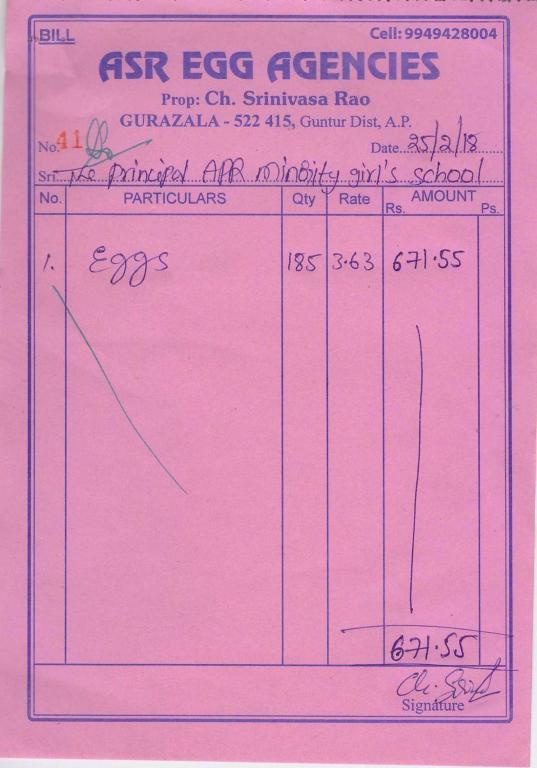 BILL Cell: 9949428004
ASR EGG AGENCIES
Prop: Ch. Srinivasa Rao
GURAZALA - 522 415, Guntur Dist, A.P.
No. 41 Date 25/2/18
Sri The principal APR minority girl's school
No. PARTICULARS Qty Rate AMOUNT
Rs. Ps.
1. Eggs 185 3.63 671.55
671.55
Signature